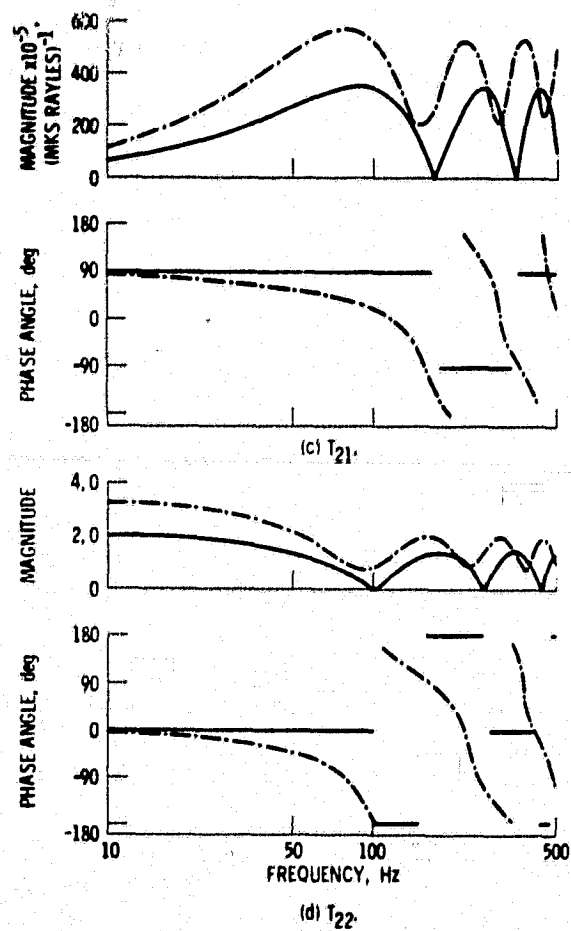 MAGNITUDE x10⁻⁵,
(MKS RAYLES)⁻¹
600
400
200
0
PHASE ANGLE, deg
180
90
0
-90
-180
(c) T₂₁.
MAGNITUDE
4.0
2.0
0
PHASE ANGLE, deg
180
90
0
-90
-180
10
50
100
500
FREQUENCY, Hz
(d) T₂₂.